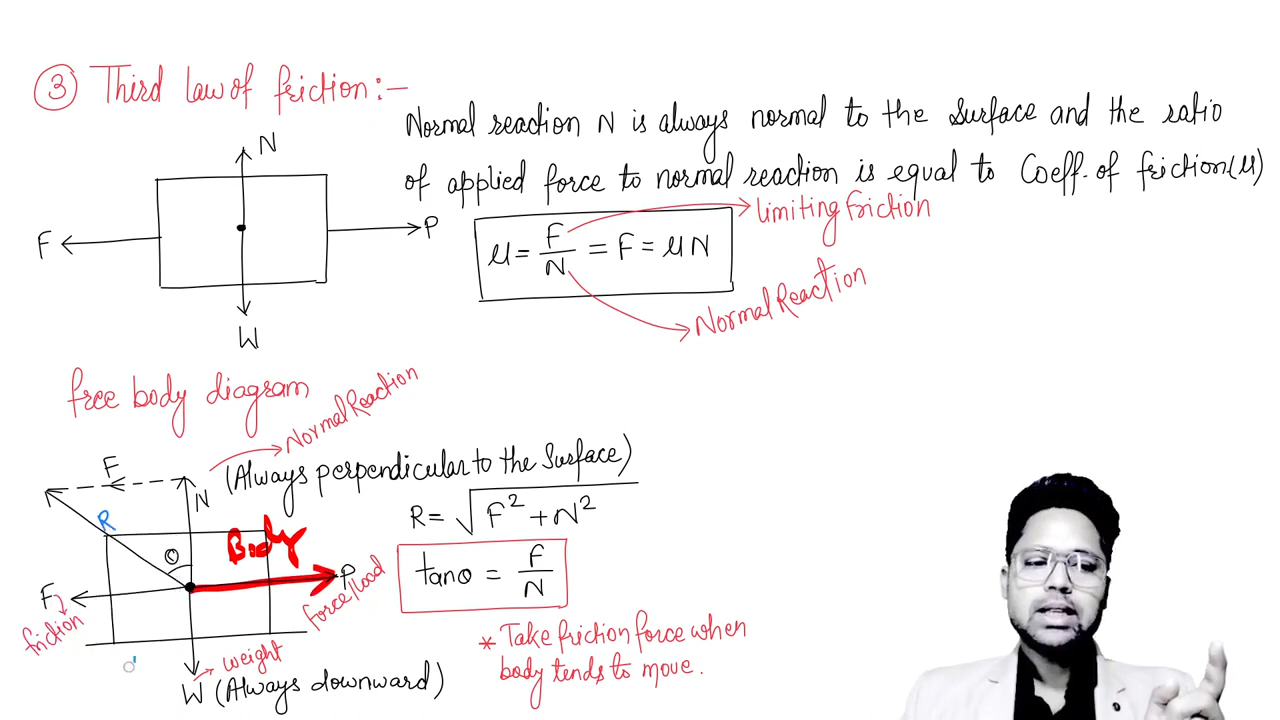 ③ Third law of friction:-
Normal reaction N is always normal to the Surface and the ratio
of applied force to normal reaction is equal to Coeff. of friction(μ)
N
F
P
W
μ = F/N = F = μN
Limiting Friction
Normal Reaction
free body diagram
Normal Reaction
F
N
(Always perpendicular to the Surface)
R
R = √F² + N²
θ
Body
F
P
tanθ = F/N
friction
Force/Load
weight
W (Always downward)
* Take friction force when
body tends to move.